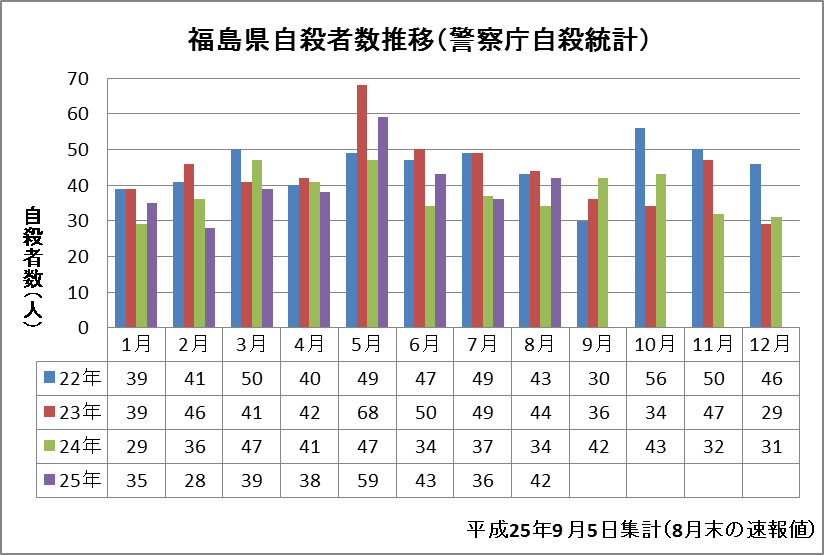 福島県自殺者数推移(警察庁自殺統計)
70
60
50
40
30
20
10
0
自殺者数(人)
1月 2月 3月 4月 5月 6月 7月 8月 9月 10月 11月 12月
22年 39 41 50 40 49 47 49 43 30 56 50 46
23年 39 46 41 42 68 50 49 44 36 34 47 29
24年 29 36 47 41 47 34 37 34 42 43 32 31
25年 35 28 39 38 59 43 36 42
平成25年9月5日集計(8月末の速報値)